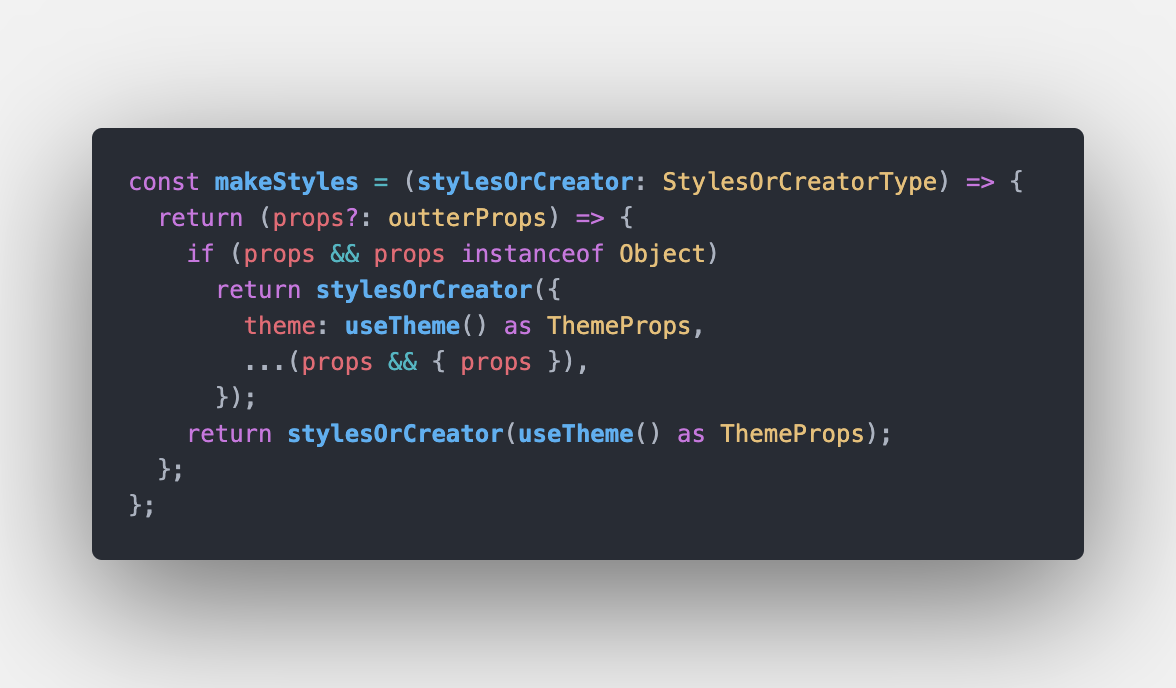 const makeStyles = (stylesOrCreator: StylesOrCreatorType) => {
  return (props?: outterProps) => {
    if (props && props instanceof Object)
      return stylesOrCreator({
        theme: useTheme() as ThemeProps,
        ...(props && { props }),
      });
    return stylesOrCreator(useTheme() as ThemeProps);
  };
};